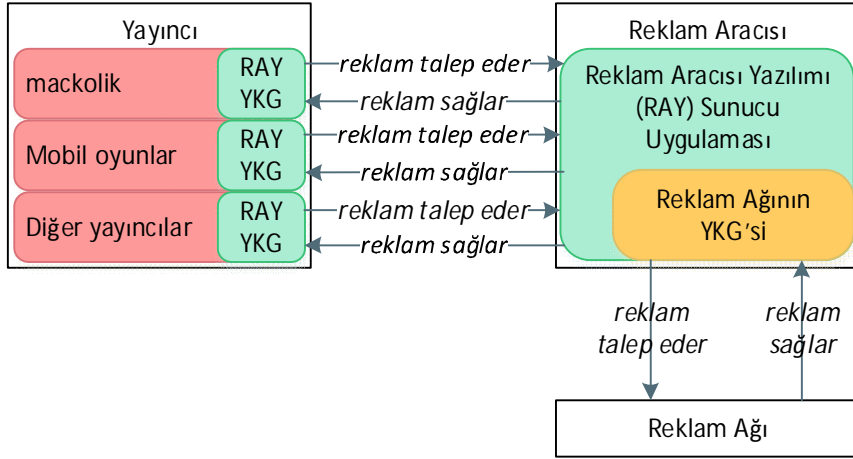 Yayıncı
mackolik
RAY
YKG
Mobil oyunlar
RAY
YKG
Diğer yayıncılar
RAY
YKG
reklam talep eder
reklam sağlar
reklam talep eder
reklam sağlar
reklam talep eder
reklam sağlar
Reklam Aracısı
Reklam Aracısı Yazılımı
(RAY) Sunucu
Uygulaması
Reklam Ağının
YKG'si
reklam
talep eder
reklam
sağlar
Reklam Ağı